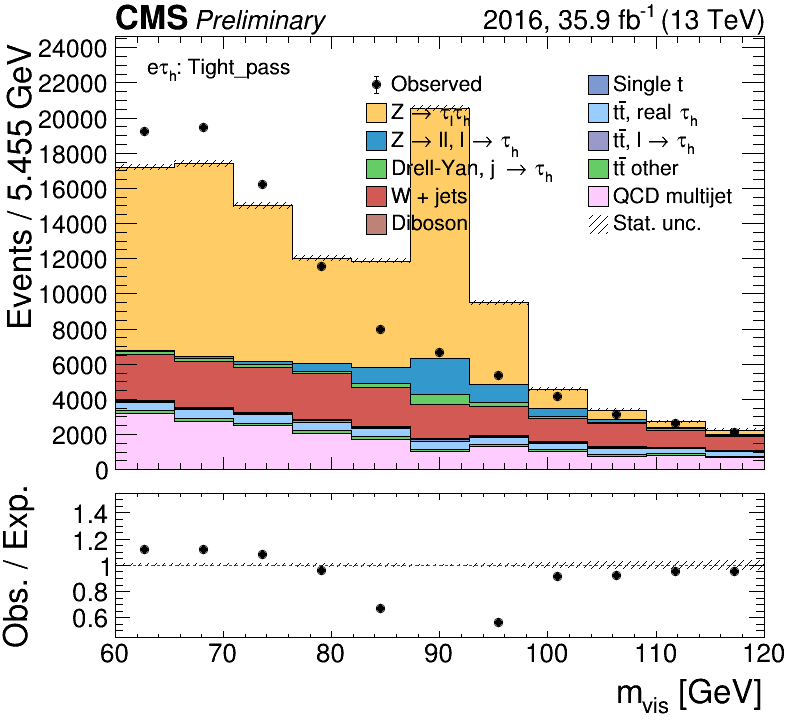 CMS Preliminary 2016, 35.9 fb⁻¹ (13 TeV)
eτₕ: Tight_pass
Observed
Z → τₗτₕ
Z → ll, l → τₕ
Drell-Yan, j → τₕ
W + jets
Diboson
Single t
tt̄, real τₕ
tt̄, l → τₕ
tt̄ other
QCD multijet
Stat. unc.
Events / 5.455 GeV
24000
22000
20000
18000
16000
14000
12000
10000
8000
6000
4000
2000
0
Obs. / Exp.
1.4
1.2
1
0.8
0.6
60 70 80 90 100 110 120
m_vis [GeV]